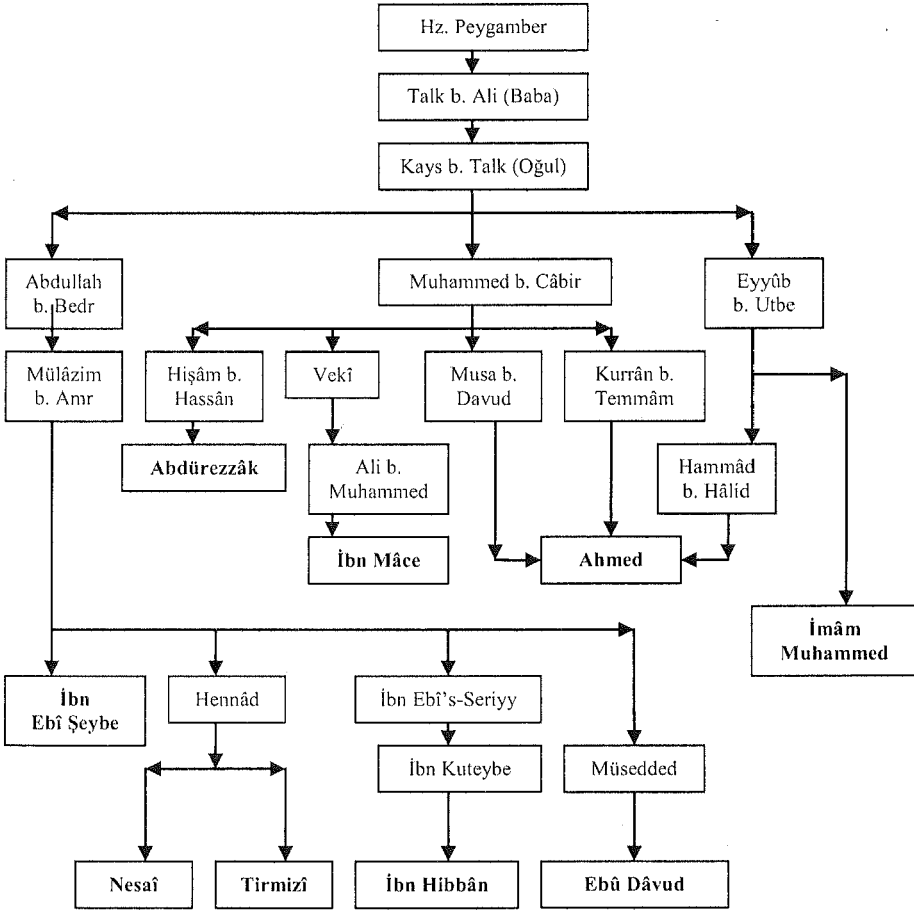 Hz. Peygamber
Talk b. Ali (Baba)
Kays b. Talk (Oğul)
Abdullah
b. Bedr
Muhammed b. Câbir
Eyyûb
b. Utbe
Mülâzim
b. Amr
Hişâm b.
Hassân
Vekî
Musa b.
Davud
Kurrân b.
Temmâm
Abdürezzâk
Ali b.
Muhammed
Hammâd
b. Hâlid
İbn Mâce
Ahmed
İmâm
Muhammed
İbn
Ebî Şeybe
Hennâd
İbn Ebî's-Seriyy
İbn Kuteybe
Müsedded
Nesaî
Tirmizî
İbn Hibbân
Ebû Dâvud